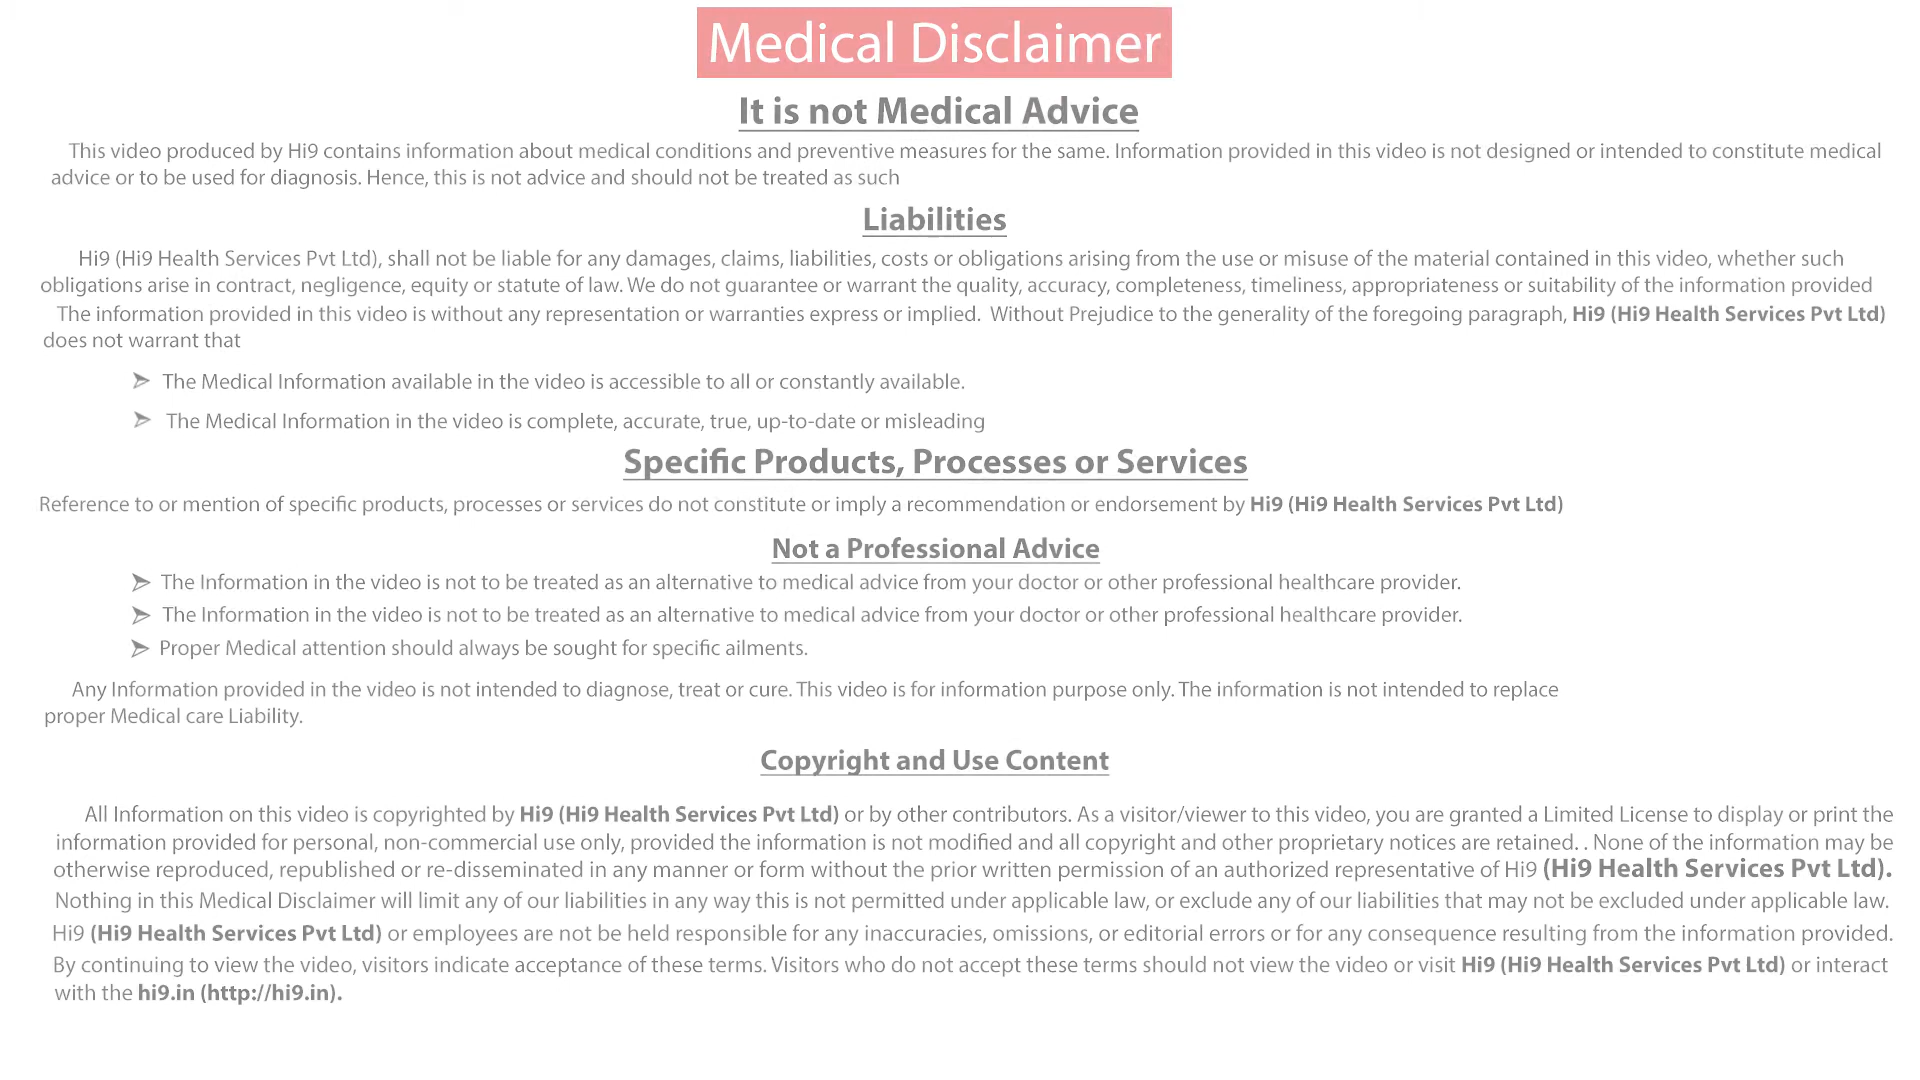 Medical Disclaimer
It is not Medical Advice
This video produced by Hi9 contains information about medical conditions and preventive measures for the same. Information provided in this video is not designed or intended to constitute medical
advice or to be used for diagnosis. Hence, this is not advice and should not be treated as such
Liabilities
Hi9 (Hi9 Health Services Pvt Ltd), shall not be liable for any damages, claims, liabilities, costs or obligations arising from the use or misuse of the material contained in this video, whether such
obligations arise in contract, negligence, equity or statute of law. We do not guarantee or warrant the quality, accuracy, completeness, timeliness, appropriateness or suitability of the information provided
The information provided in this video is without any representation or warranties express or implied. Without Prejudice to the generality of the foregoing paragraph, Hi9 (Hi9 Health Services Pvt Ltd)
does not warrant that
➢ The Medical Information available in the video is accessible to all or constantly available.
➢ The Medical Information in the video is complete, accurate, true, up-to-date or misleading
Specific Products, Processes or Services
Reference to or mention of specific products, processes or services do not constitute or imply a recommendation or endorsement by Hi9 (Hi9 Health Services Pvt Ltd)
Not a Professional Advice
➢ The Information in the video is not to be treated as an alternative to medical advice from your doctor or other professional healthcare provider.
➢ The Information in the video is not to be treated as an alternative to medical advice from your doctor or other professional healthcare provider.
➢ Proper Medical attention should always be sought for specific ailments.
Any Information provided in the video is not intended to diagnose, treat or cure. This video is for information purpose only. The information is not intended to replace
proper Medical care Liability.
Copyright and Use Content
All Information on this video is copyrighted by Hi9 (Hi9 Health Services Pvt Ltd) or by other contributors. As a visitor/viewer to this video, you are granted a Limited License to display or print the
information provided for personal, non-commercial use only, provided the information is not modified and all copyright and other proprietary notices are retained. . None of the information may be
otherwise reproduced, republished or re-disseminated in any manner or form without the prior written permission of an authorized representative of Hi9 (Hi9 Health Services Pvt Ltd).
Nothing in this Medical Disclaimer will limit any of our liabilities in any way this is not permitted under applicable law, or exclude any of our liabilities that may not be excluded under applicable law.
Hi9 (Hi9 Health Services Pvt Ltd) or employees are not be held responsible for any inaccuracies, omissions, or editorial errors or for any consequence resulting from the information provided.
By continuing to view the video, visitors indicate acceptance of these terms. Visitors who do not accept these terms should not view the video or visit Hi9 (Hi9 Health Services Pvt Ltd) or interact
with the hi9.in (http://hi9.in).